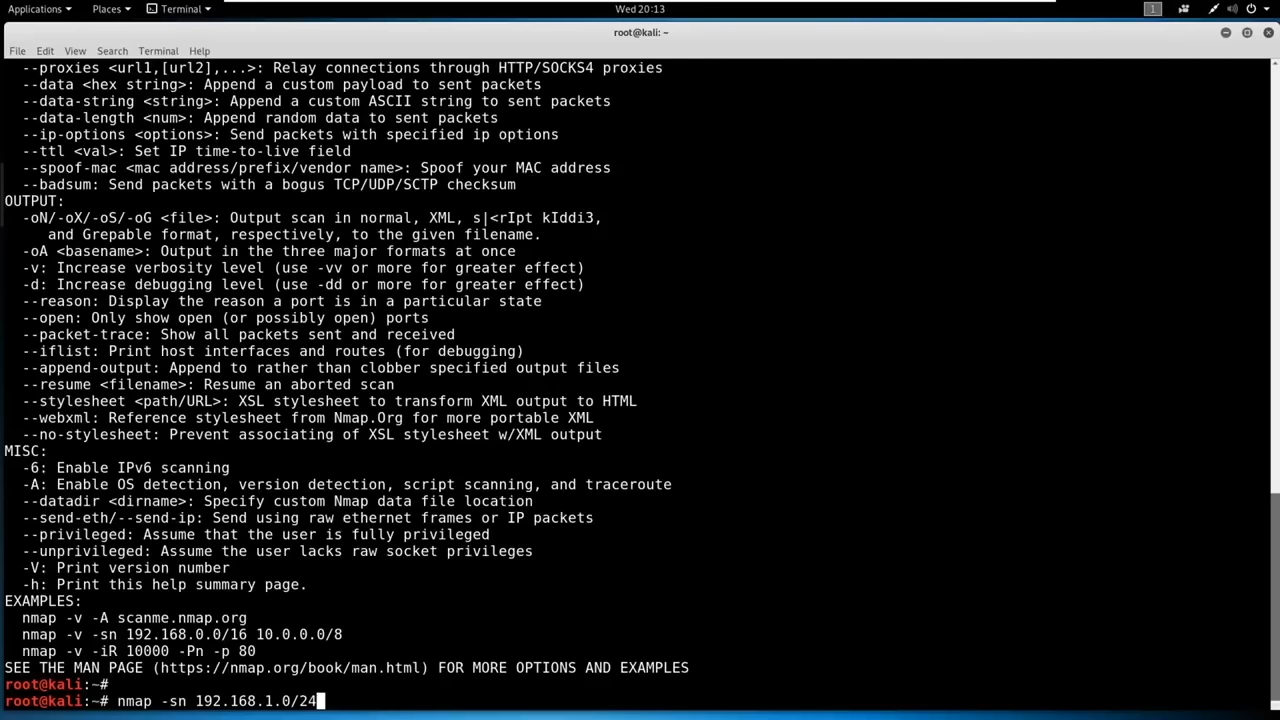 Applications Places Terminal Wed 20:13 1
root@kali: ~
File Edit View Search Terminal Help
--proxies <url1,[url2],...>: Relay connections through HTTP/SOCKS4 proxies
--data <hex string>: Append a custom payload to sent packets
--data-string <string>: Append a custom ASCII string to sent packets
--data-length <num>: Append random data to sent packets
--ip-options <options>: Send packets with specified ip options
--ttl <val>: Set IP time-to-live field
--spoof-mac <mac address/prefix/vendor name>: Spoof your MAC address
--badsum: Send packets with a bogus TCP/UDP/SCTP checksum
OUTPUT:
-oN/-oX/-oS/-oG <file>: Output scan in normal, XML, s|<rIpt kIddi3,
and Grepable format, respectively, to the given filename.
-oA <basename>: Output in the three major formats at once
-v: Increase verbosity level (use -vv or more for greater effect)
-d: Increase debugging level (use -dd or more for greater effect)
--reason: Display the reason a port is in a particular state
--open: Only show open (or possibly open) ports
--packet-trace: Show all packets sent and received
--iflist: Print host interfaces and routes (for debugging)
--append-output: Append to rather than clobber specified output files
--resume <filename>: Resume an aborted scan
--stylesheet <path/URL>: XSL stylesheet to transform XML output to HTML
--webxml: Reference stylesheet from Nmap.Org for more portable XML
--no-stylesheet: Prevent associating of XSL stylesheet w/XML output
MISC:
-6: Enable IPv6 scanning
-A: Enable OS detection, version detection, script scanning, and traceroute
--datadir <dirname>: Specify custom Nmap data file location
--send-eth/--send-ip: Send using raw ethernet frames or IP packets
--privileged: Assume that the user is fully privileged
--unprivileged: Assume the user lacks raw socket privileges
-V: Print version number
-h: Print this help summary page.
EXAMPLES:
nmap -v -A scanme.nmap.org
nmap -v -sn 192.168.0.0/16 10.0.0.0/8
nmap -v -iR 10000 -Pn -p 80
SEE THE MAN PAGE (https://nmap.org/book/man.html) FOR MORE OPTIONS AND EXAMPLES
root@kali:~#
root@kali:~# nmap -sn 192.168.1.0/24